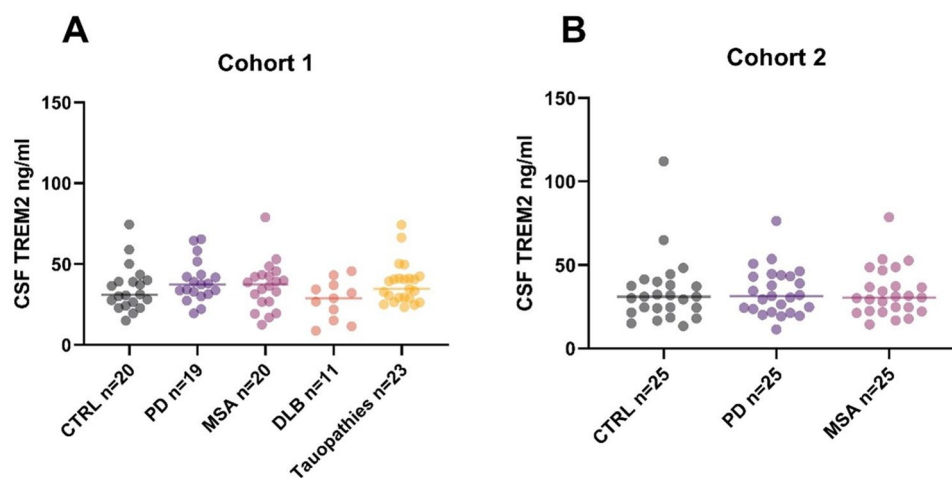 A
Cohort 1
CSF TREM2 ng/ml
150
100
50
0
CTRL n=20
PD n=19
MSA n=20
DLB n=11
Tauopathies n=23
B
Cohort 2
CSF TREM2 ng/ml
150
100
50
0
CTRL n=25
PD n=25
MSA n=25